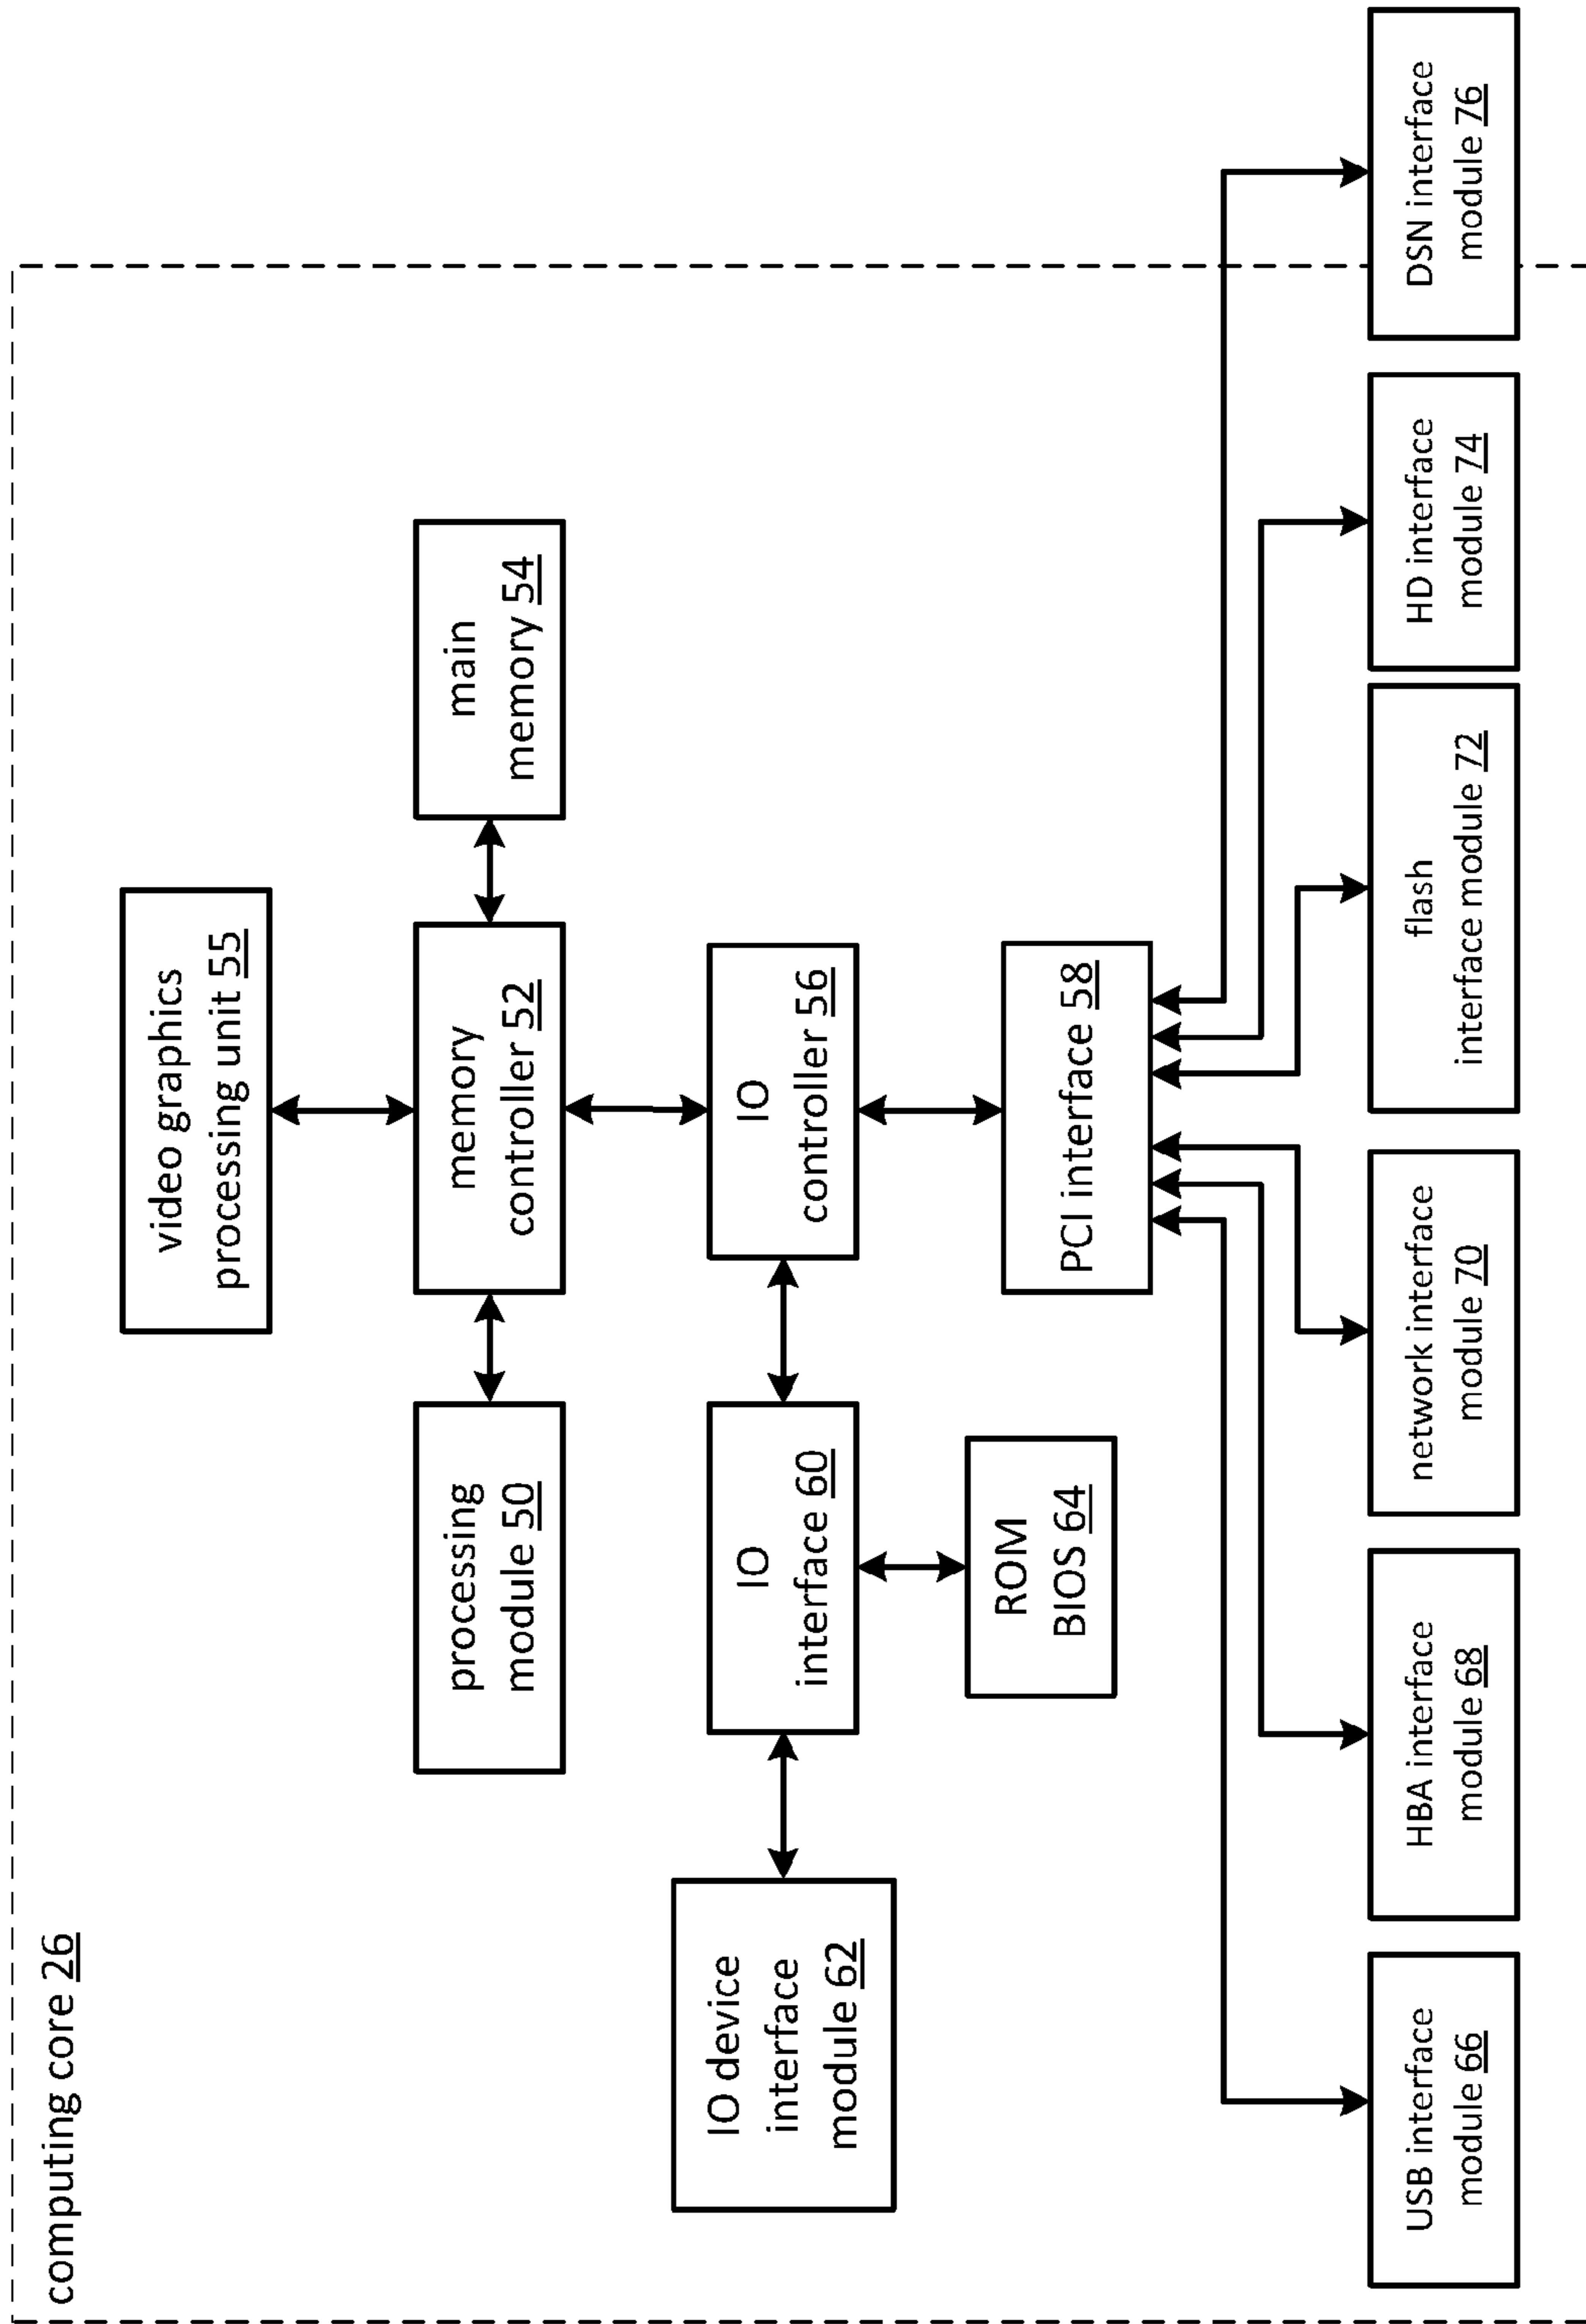 computing core 26
video graphics
processing unit 55
processing
module 50
memory
controller 52
main
memory 54
IO device
interface
module 62
IO
interface 60
IO
controller 56
ROM
BIOS 64
PCI interface 58
USB interface
module 66
HBA interface
module 68
network interface
module 70
flash
interface module 72
HD interface
module 74
DSN interface
module 76